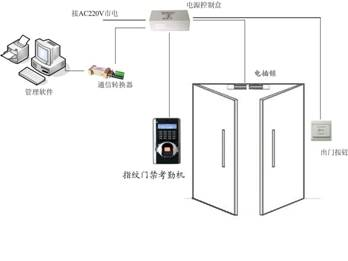 电源控制盒
接AC220V市电
电插锁
管理软件
通信转换器
出门按钮
指纹门禁考勤机